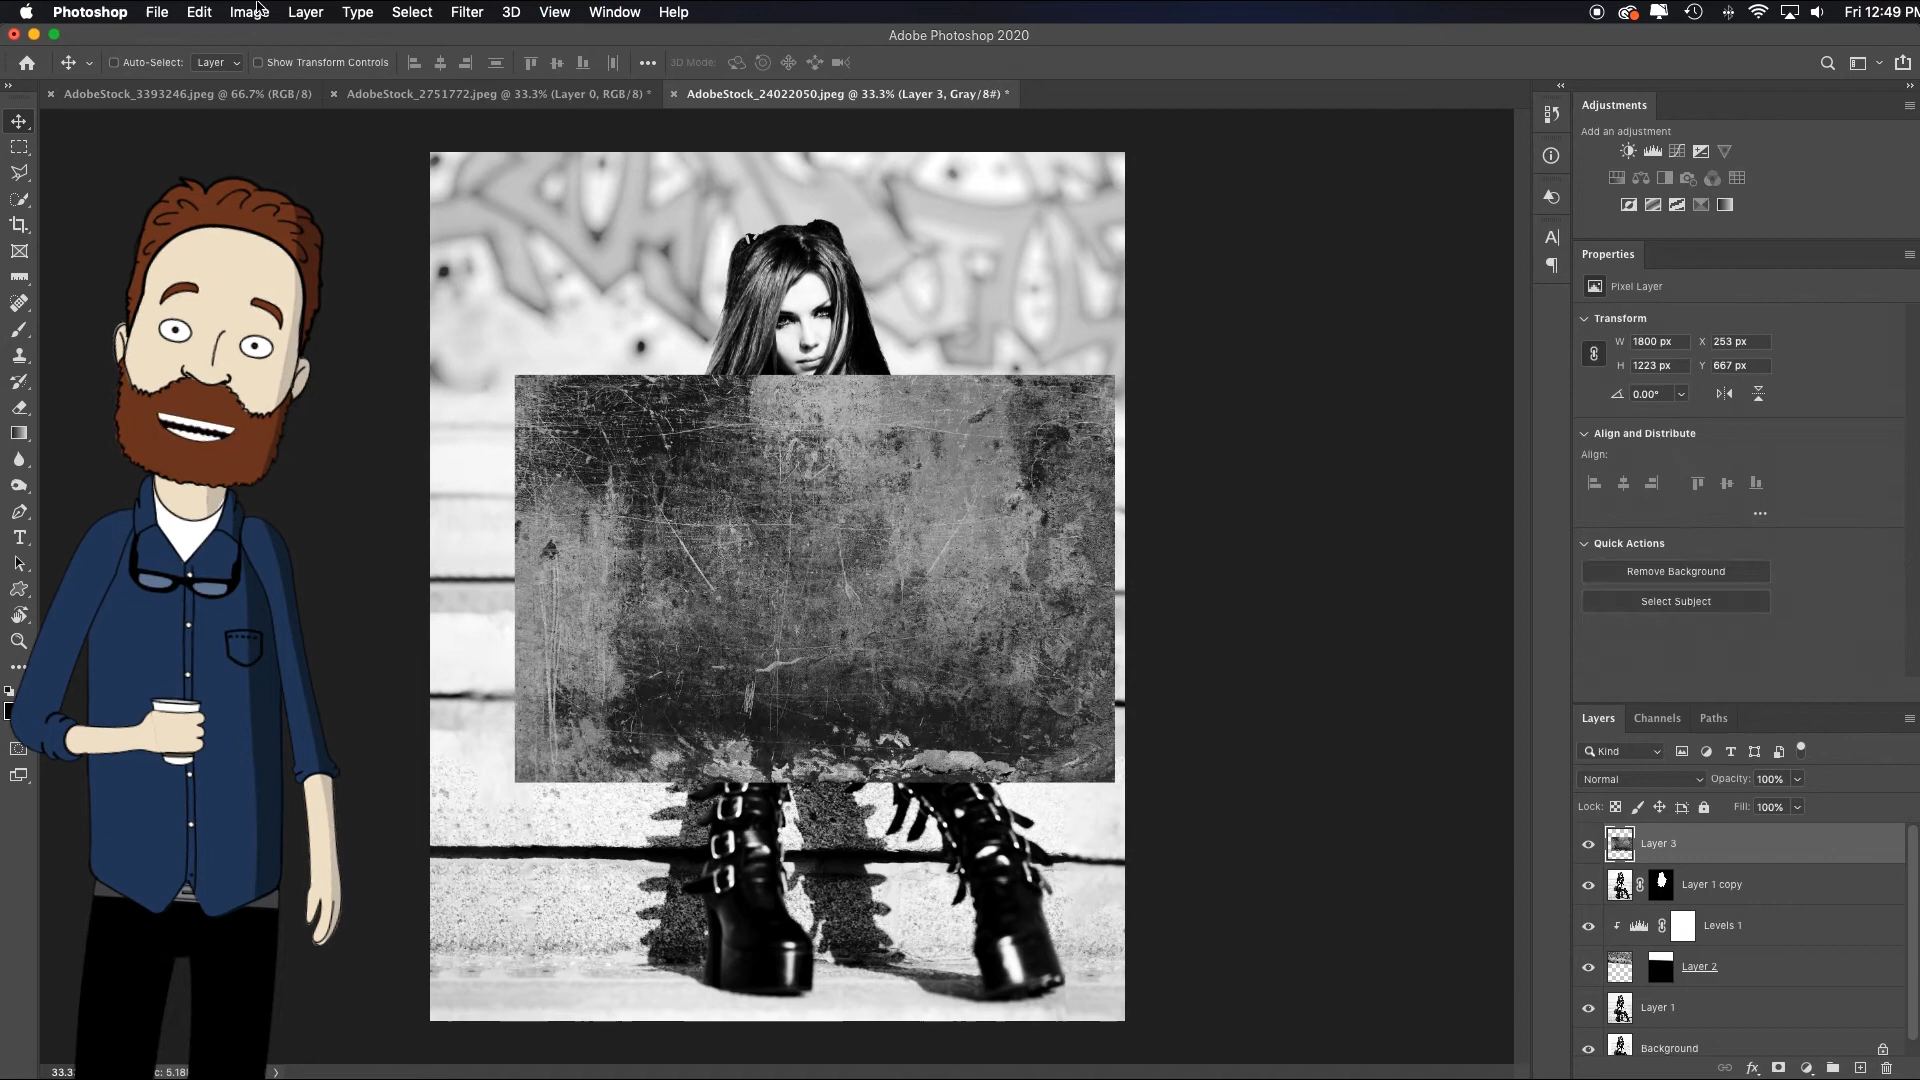 Photoshop File Edit Image Layer Type Select Filter 3D View Window Help Fri 12:49 PM
Adobe Photoshop 2020
Auto-Select: Layer Show Transform Controls 3D Mode:
AdobeStock_3393246.jpeg @ 66.7% (RGB/8) AdobeStock_2751772.jpeg @ 33.3% (Layer 0, RGB/8) * AdobeStock_24022050.jpeg @ 33.3% (Layer 3, Gray/8#) *
Adjustments
Add an adjustment
Properties
Pixel Layer
Transform
W 1800 px X 253 px
H 1223 px Y 667 px
0.00°
Align and Distribute
Align:
Quick Actions
Remove Background
Select Subject
Layers Channels Paths
Kind
Normal Opacity: 100%
Lock: Fill: 100%
Layer 3
Layer 1 copy
Levels 1
Layer 2
Layer 1
Background